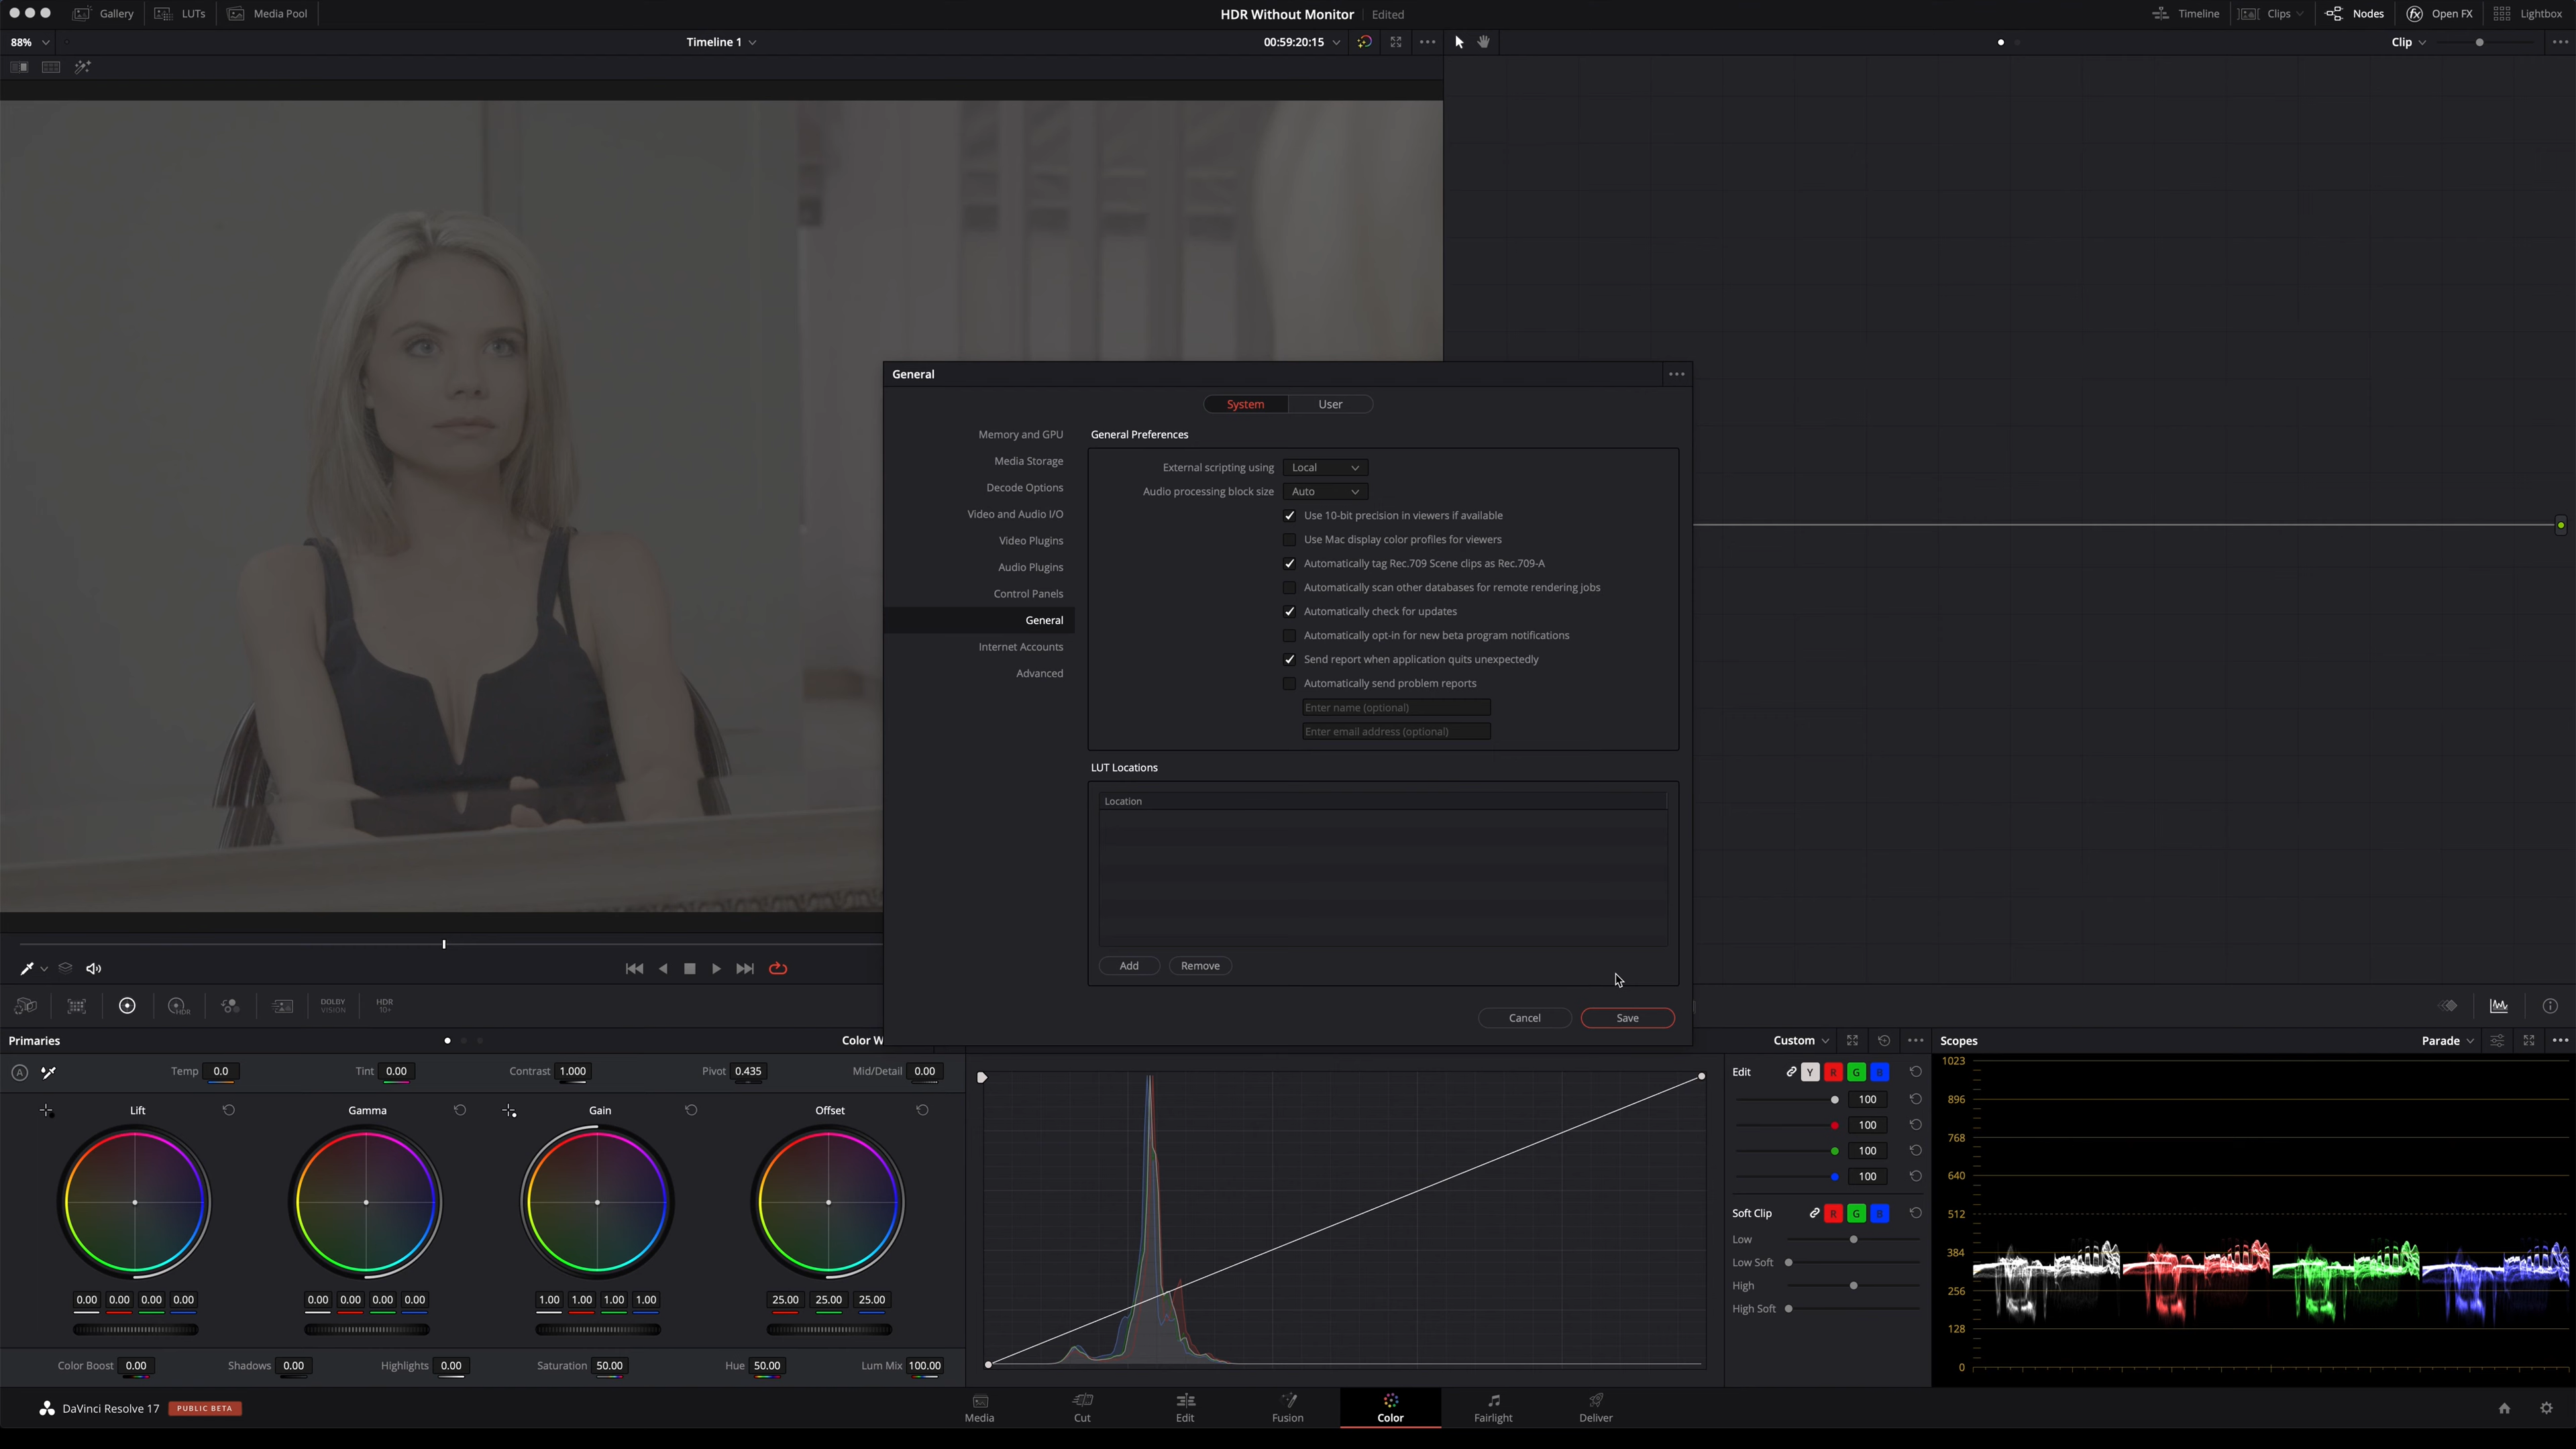 Gallery LUTs Media Pool HDR Without Monitor Edited Timeline Clips Nodes Open FX Lightbox
88% Timeline 1 00:59:20:15 Clip
General
System User
Memory and GPU
Media Storage
Decode Options
Video and Audio I/O
Video Plugins
Audio Plugins
Control Panels
General
Internet Accounts
Advanced
General Preferences
External scripting using Local
Audio processing block size Auto
Use 10-bit precision in viewers if available
Use Mac display color profiles for viewers
Automatically tag Rec.709 Scene clips as Rec.709-A
Automatically scan other databases for remote rendering jobs
Automatically check for updates
Automatically opt-in for new beta program notifications
Send report when application quits unexpectedly
Automatically send problem reports
Enter name (optional)
Enter email address (optional)
LUT Locations
Location
Add Remove
Cancel Save
HDR
DOLBY
VISION
HDR
10+
Primaries Color W Custom Scopes Parade
A Temp 0.0 Tint 0.00 Contrast 1.000 Pivot 0.435 Mid/Detail 0.00
Lift Gamma Gain Offset
0.00 0.00 0.00 0.00 0.00 0.00 0.00 0.00 1.00 1.00 1.00 1.00 25.00 25.00 25.00
Color Boost 0.00 Shadows 0.00 Highlights 0.00 Saturation 50.00 Hue 50.00 Lum Mix 100.00
Edit Y R G B
100
100
100
100
Soft Clip R G B
Low
Low Soft
High
High Soft
1023
896
768
640
512
384
256
128
0
DaVinci Resolve 17 PUBLIC BETA
Media Cut Edit Fusion Color Fairlight Deliver